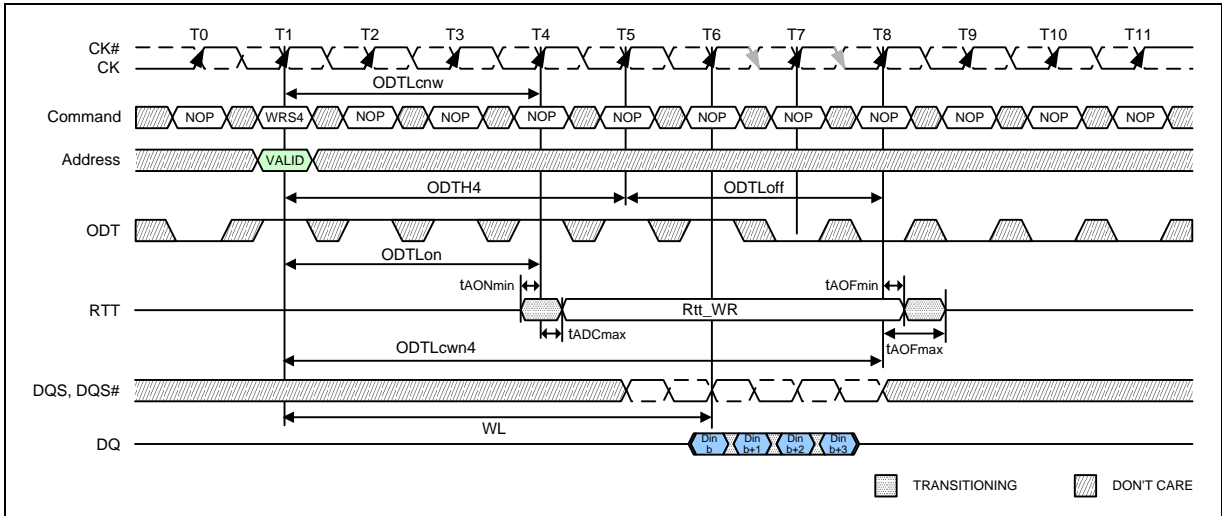 T0 T1 T2 T3 T4 T5 T6 T7 T8 T9 T10 T11
CK#
CK
ODTLcnw
Command NOP WRS4 NOP NOP NOP NOP NOP NOP NOP NOP NOP NOP
Address VALID
ODTH4 ODTLoff
ODT
ODTLon
tAONmin tAOFmin
RTT Rtt_WR
tADCmax tAOFmax
ODTLcwn4
DQS, DQS#
WL
DQ Din b Din b+1 Din b+2 Din b+3
TRANSITIONING DON'T CARE